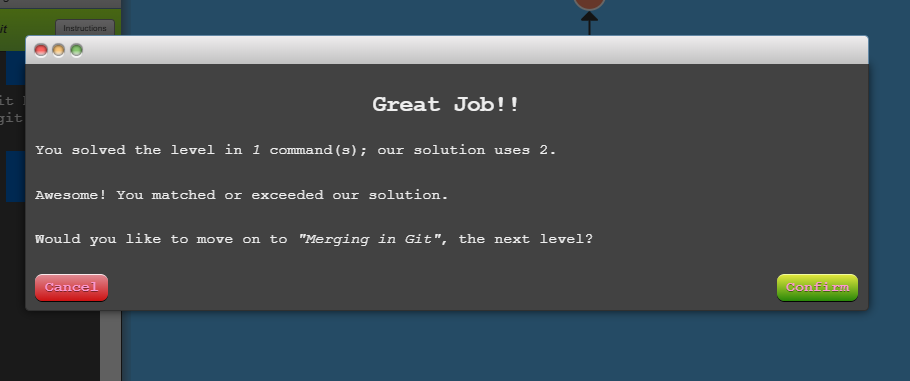 it
Instructions
it
git
Great Job!!
You solved the level in 1 command(s); our solution uses 2.
Awesome! You matched or exceeded our solution.
Would you like to move on to "Merging in Git", the next level?
Cancel
Confirm